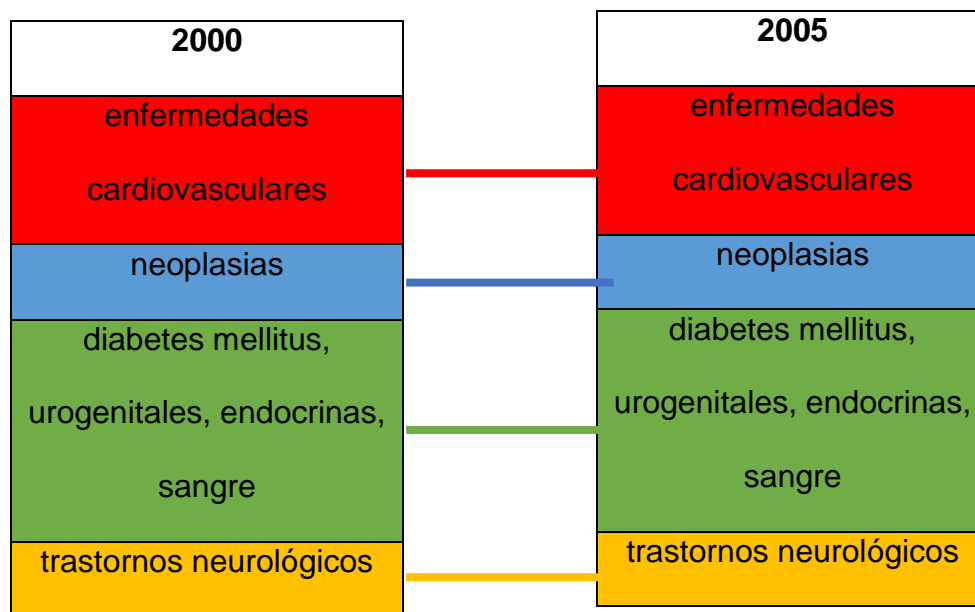 2000
enfermedades
cardiovasculares
neoplasias
diabetes mellitus,
urogenitales, endocrinas,
sangre
trastornos neurológicos
2005
enfermedades
cardiovasculares
neoplasias
diabetes mellitus,
urogenitales, endocrinas,
sangre
trastornos neurológicos